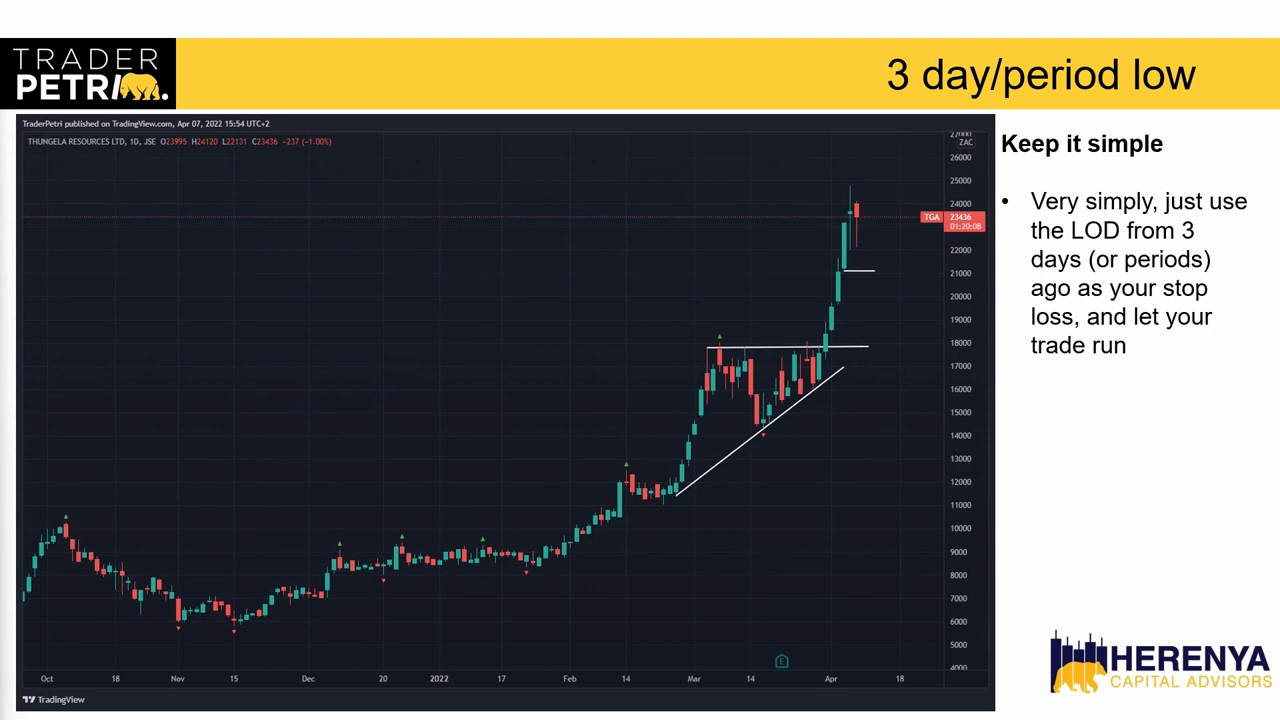 TRADER
PETRI.
3 day/period low
TraderPetri published on TradingView.com, Apr 07, 2022 15:54 UTC+2
THUNGELA RESOURCES LTD, 1D, JSE O23995 H24120 L22131 C23436 -237 (-1.00%)
27000
ZAC
26000
25000
24000
TGA 23436
01:20:08
22000
21000
20000
19000
18000
17000
16000
15000
14000
13000
12000
11000
10000
9000
8000
7000
6000
5000
4000
E
Oct 18 Nov 15 Dec 20 2022 17 Feb 14 Mar 14 Apr 18
TradingView
Keep it simple
• Very simply, just use
the LOD from 3
days (or periods)
ago as your stop
loss, and let your
trade run
HERENYA
CAPITAL ADVISORS